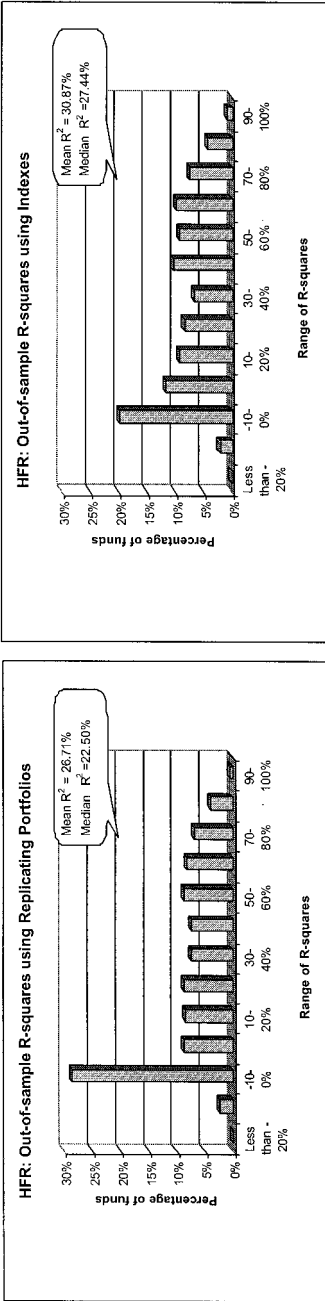 HFR: Out-of-sample R-squares using Replicating Portfolios
Mean R² = 26.71%
Median R² =22.50%
30%
25%
20%
15%
10%
5%
0%
Percentage of funds
Less than - 20%
-10- 0%
10- 20%
30- 40%
50- 60%
70- 80%
90- 100%
Range of R-squares
HFR: Out-of-sample R-squares using Indexes
Mean R² = 30.87%
Median R² =27.44%
30%
25%
20%
15%
10%
5%
0%
Percentage of funds
Less than - 20%
-10- 0%
10- 20%
30- 40%
50- 60%
70- 80%
90- 100%
Range of R-squares